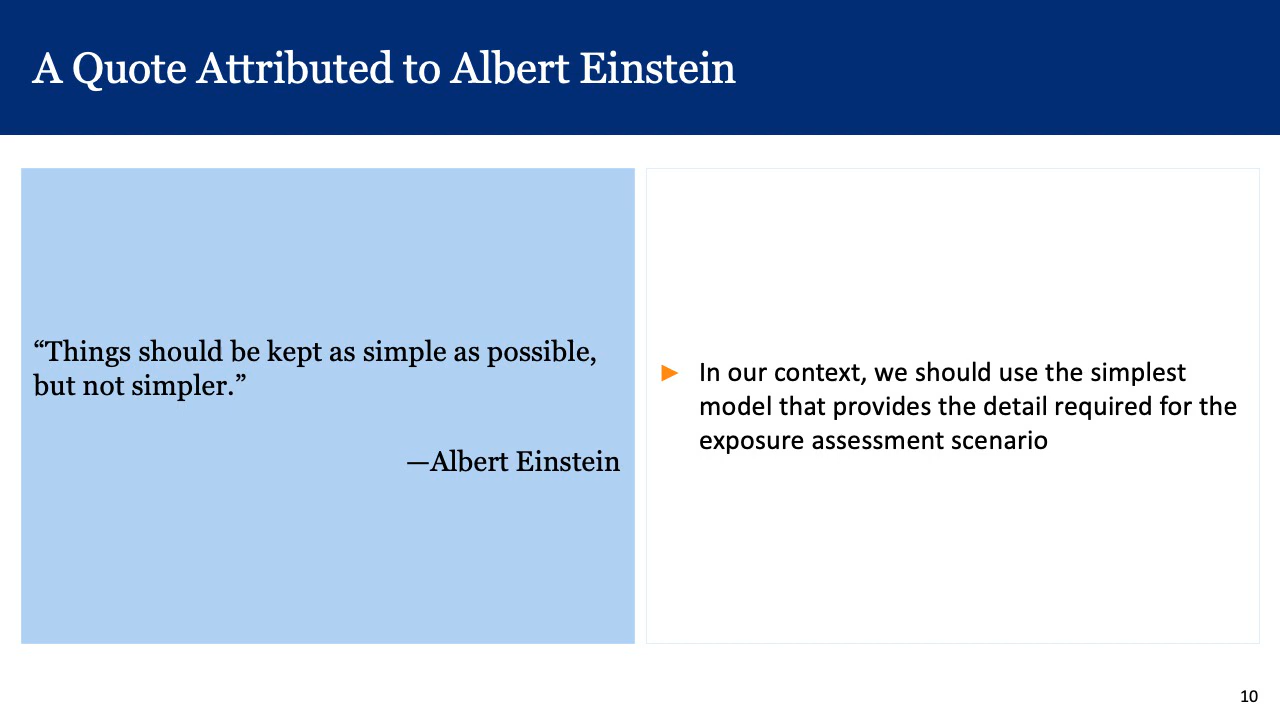 A Quote Attributed to Albert Einstein
“Things should be kept as simple as possible,
but not simpler.”
—Albert Einstein
► In our context, we should use the simplest
model that provides the detail required for the
exposure assessment scenario
10